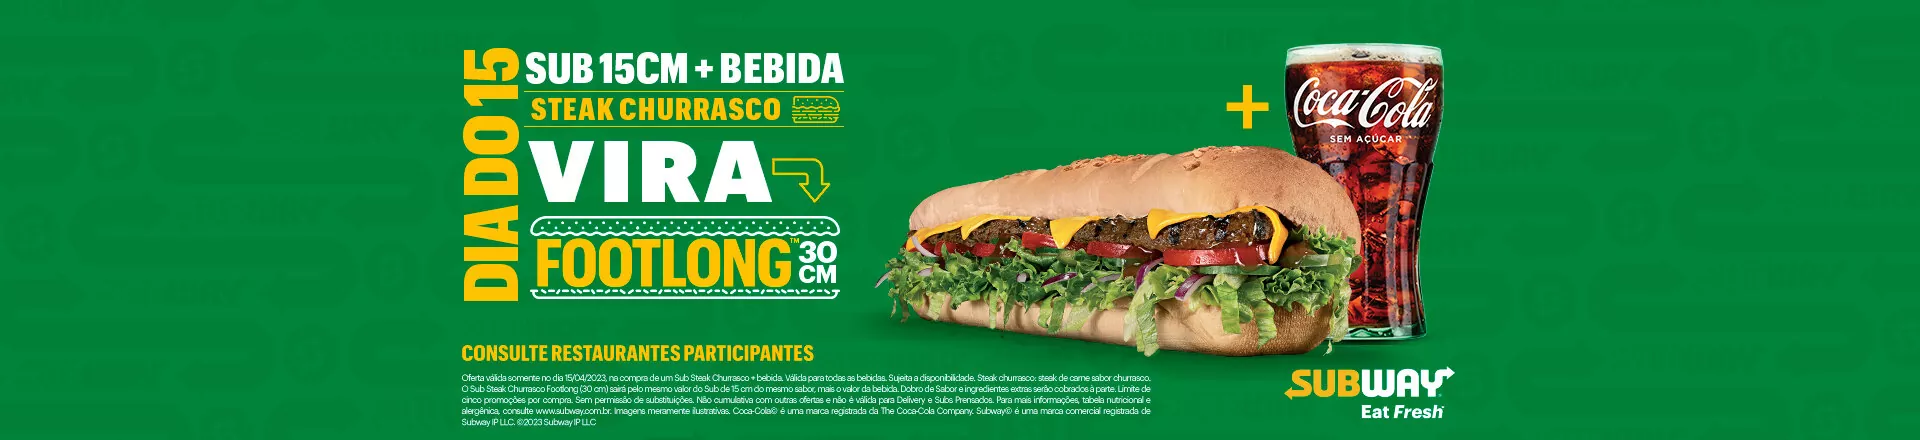 DIA DO 15
SUB 15CM + BEBIDA
STEAK CHURRASCO
VIRA
FOOTLONG™ 30 CM
CONSULTE RESTAURANTES PARTICIPANTES
Oferta válida somente no dia 15/04/2023, na compra de um Sub Steak Churrasco + bebida. Válida para todas as bebidas. Sujeita a disponibilidade. Steak churrasco: steak de carne sabor churrasco.
O Sub Steak Churrasco Footlong (30 cm) sairá pelo mesmo valor do Sub de 15 cm do mesmo sabor, mais o valor da bebida. Dobro de Sabor e ingredientes extras serão cobrados à parte. Limite de
cinco promoções por compra. Sem permissão de substituições. Não cumulativa com outras ofertas e não é válida para Delivery e Subs Prensados. Para mais informações, tabela nutricional e
alergênica, consulte www.subway.com.br. Imagens meramente ilustrativas. Coca-Cola© é uma marca registrada da The Coca-Cola Company. Subway© é uma marca comercial registrada de
Subway IP LLC. ©2023 Subway IP LLC
+
Coca-Cola
SEM AÇÚCAR
SUBWAY
Eat Fresh